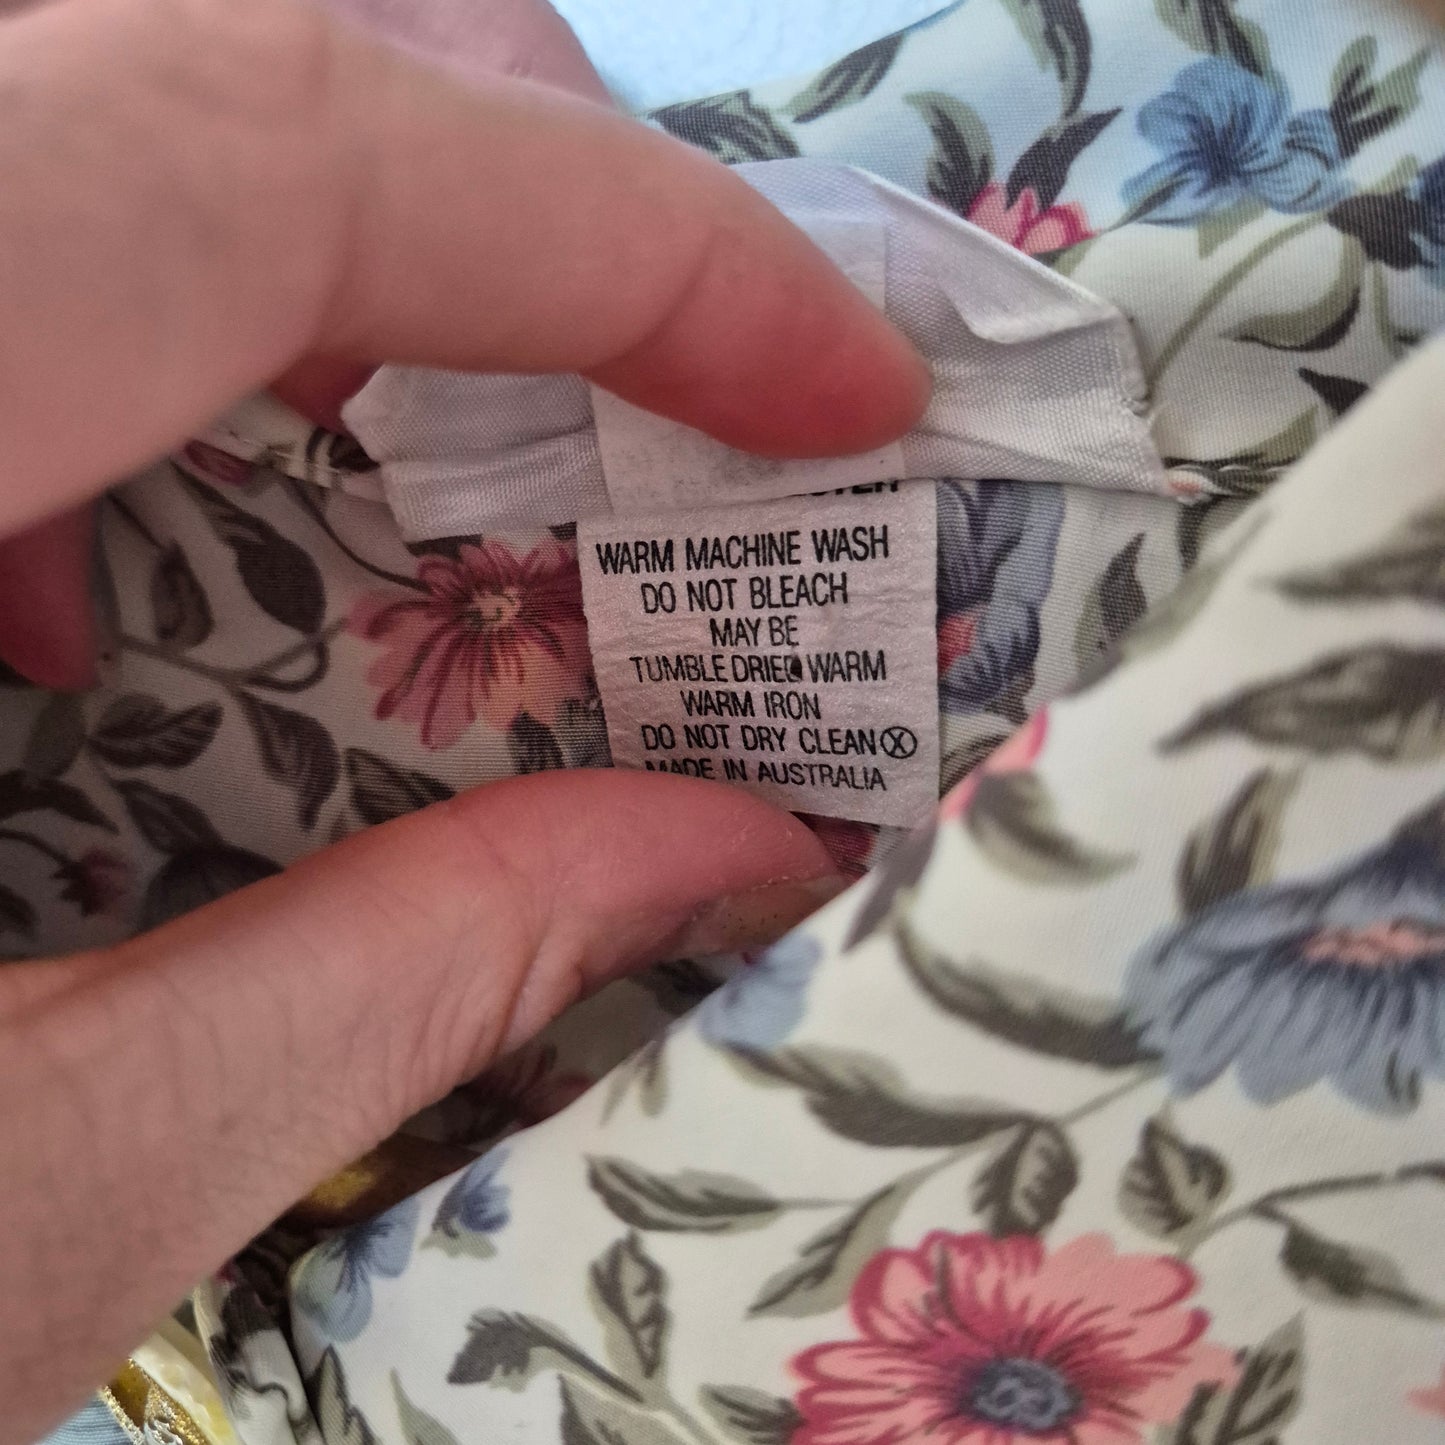 WARM MACHINE WASH
DO NOT BLEACH
MAY BE
TUMBLE DRIED WARM
WARM IRON
DO NOT DRY CLEAN Ⓧ
MADE IN AUSTRALIA